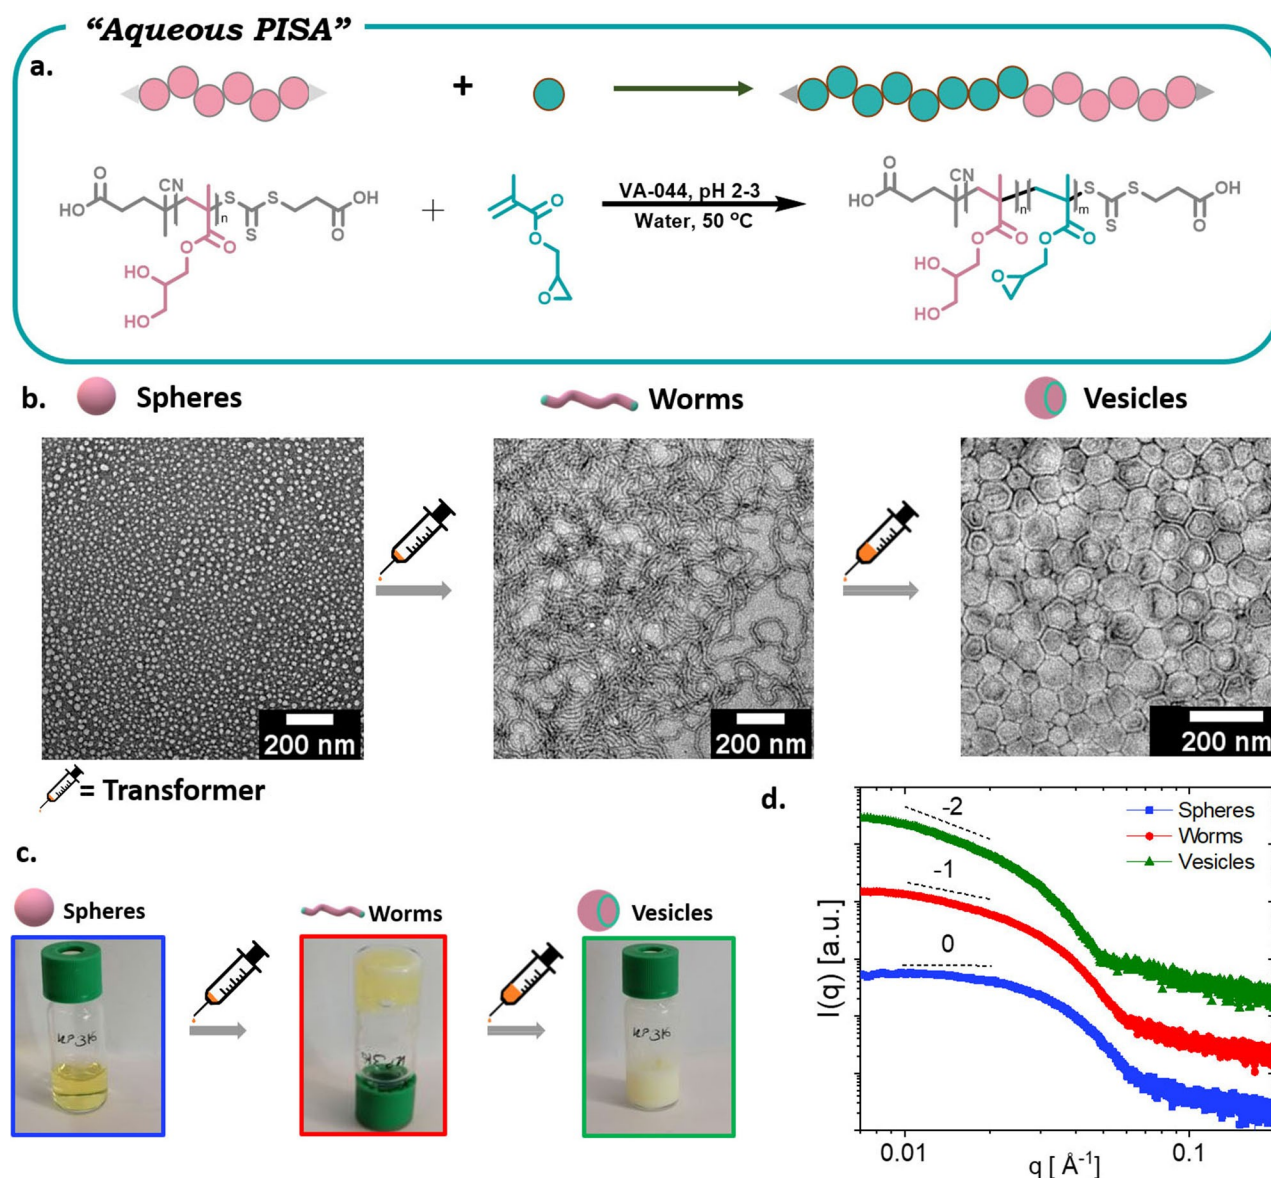 "Aqueous PISA"
a.
+
O
HO
CN
n
S
S
S
O
OH
O
O
HO
HO
+
O
O
O
VA-044, pH 2-3
Water, 50 °C
O
HO
CN
n
m
S
S
S
O
OH
O
O
O
O
HO
HO
O
b.
Spheres
Worms
Vesicles
200 nm
200 nm
200 nm
= Transformer
c.
Spheres
Worms
Vesicles
KP316
KP316
d.
Spheres
Worms
Vesicles
-2
-1
0
I(q) [a.u.]
0.01
0.1
q [ Å⁻¹]